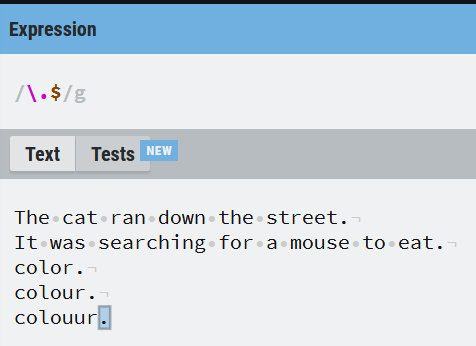 Expression
/\.$/g
Text Tests NEW
The cat ran down the street.
It was searching for a mouse to eat.
color.
colour.
colouur.